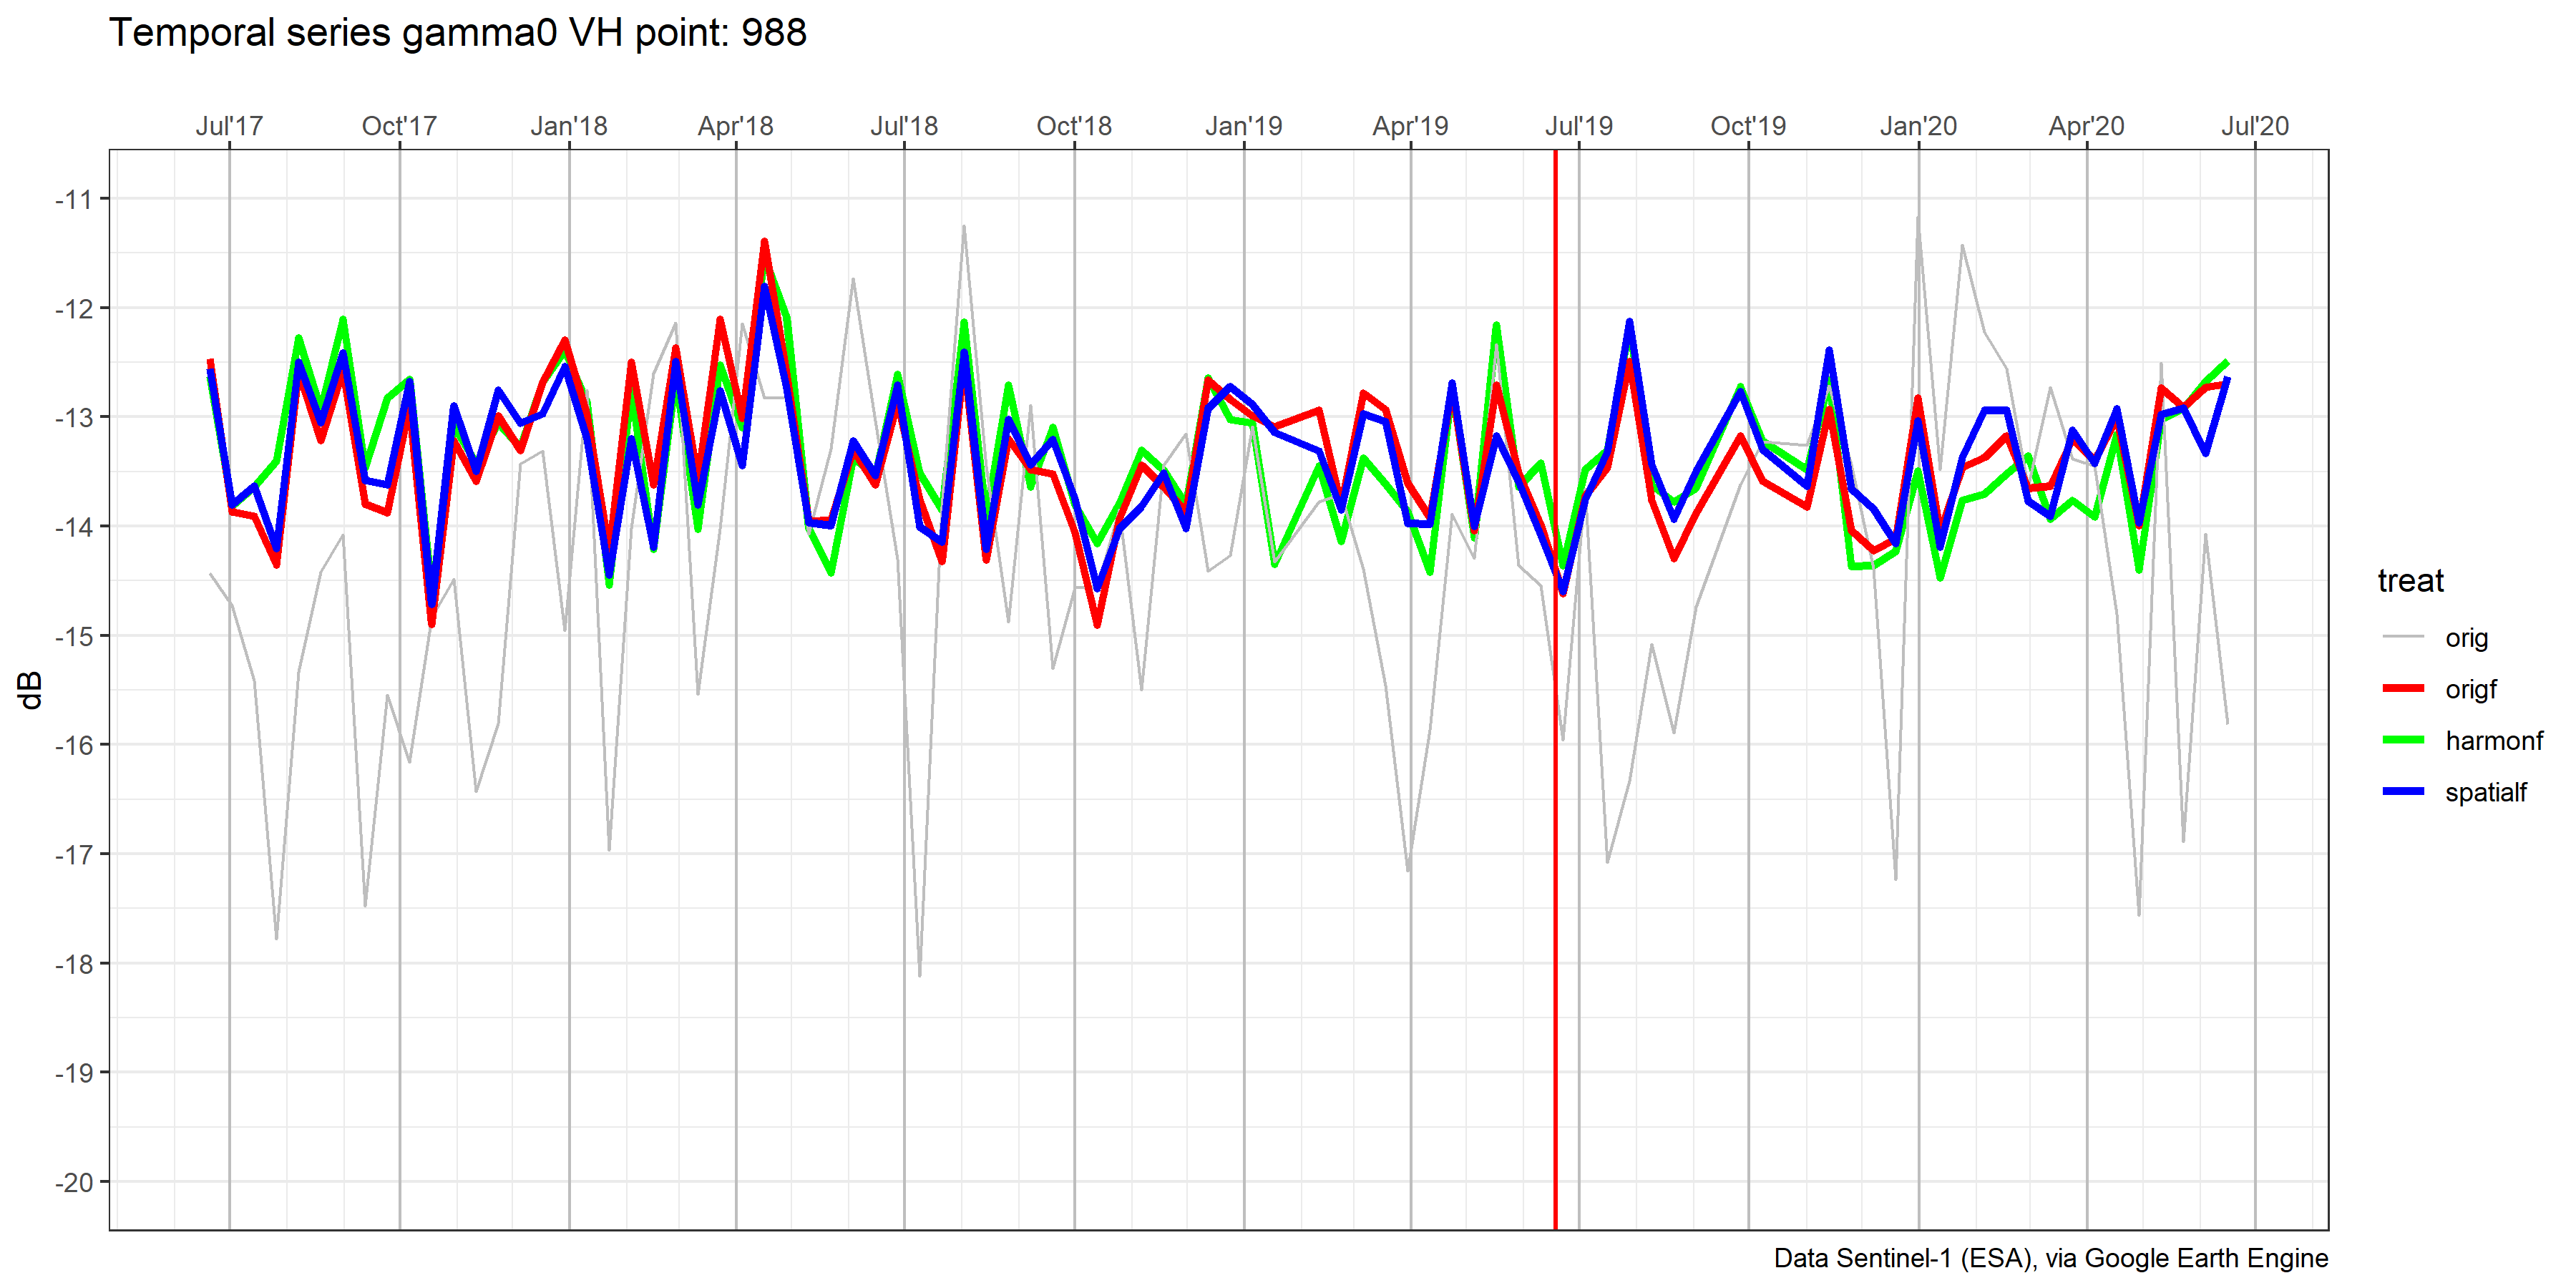 Temporal series gamma0 VH point: 988
Jul'17 Oct'17 Jan'18 Apr'18 Jul'18 Oct'18 Jan'19 Apr'19 Jul'19 Oct'19 Jan'20 Apr'20 Jul'20
-11
-12
-13
-14
-15
-16
-17
-18
-19
-20
dB
treat
orig
origf
harmonf
spatialf
Data Sentinel-1 (ESA), via Google Earth Engine